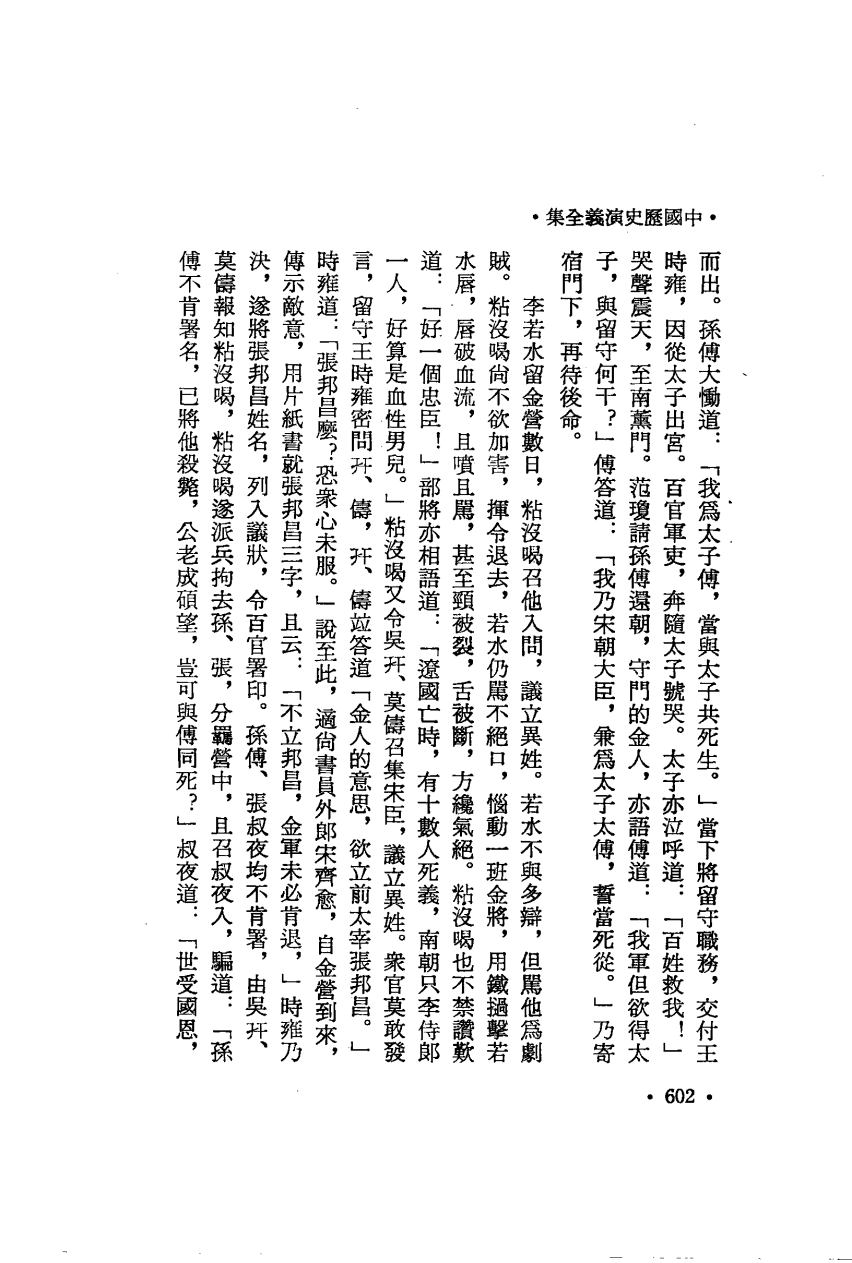 •中國歷史演義全集•
而出。孫傅大慟道：「我爲太子傅，當與太子共死生。」當下將留守職務，交付王
時雍，因從太子出宮。百官軍吏，奔隨太子號哭。太子亦泣呼道：「百姓救我！」
哭聲震天，至南薰門。范瓊請孫傅還朝，守門的金人，亦語傅道：「我軍但欲得太
子，與留守何干？」傅答道：「我乃宋朝大臣，兼爲太子太傅，誓當死從。」乃寄
宿門下，再待後命。
李若水留金營數日，粘沒喝召他入問，議立異姓。若水不與多辯，但罵他爲劇
賊。粘沒喝尙不欲加害，揮令退去，若水仍罵不絕口，惱動一班金將，用鐵撾擊若
水唇，唇破血流，且噴且罵，甚至頸被裂，舌被斷，方纔氣絕。粘沒喝也不禁讚歎
道：「好一個忠臣！」部將亦相語道：「遼國亡時，有十數人死義，南朝只李侍郎
一人，好算是血性男兒。」粘沒喝又令吳幵、莫儔召集宋臣，議立異姓。衆官莫敢發
言，留守王時雍密問幵、儔，幵、儔竝答道「金人的意思，欲立前太宰張邦昌。」
時雍道：「張邦昌麼？恐衆心未服。」說至此，適尙書員外郎宋齊愈，自金營到來，
傳示敵意，用片紙書就張邦昌三字，且云：「不立邦昌，金軍未必肯退，」時雍乃
決，遂將張邦昌姓名，列入議狀，令百官署印。孫傅、張叔夜均不肯署，由吳幵、
莫儔報知粘沒喝，粘沒喝遂派兵拘去孫、張，分羈營中，且召叔夜入，騙道：「孫
傅不肯署名，已將他殺斃，公老成碩望，豈可與傅同死？」叔夜道：「世受國恩，
•602•